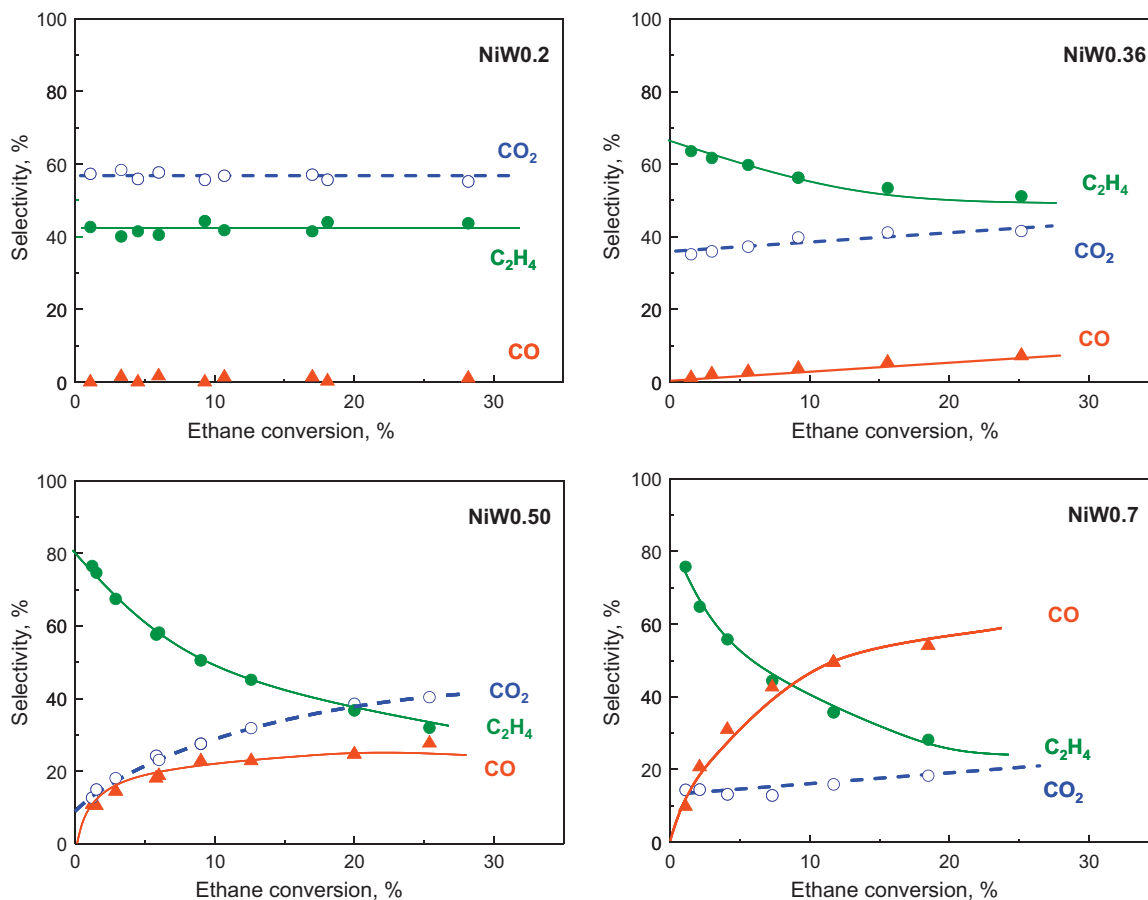 100
80
60
40
20
0
Selectivity, %
NiW0.2
CO₂
C₂H₄
CO
0 10 20 30
Ethane conversion, %
100
80
60
40
20
0
Selectivity, %
NiW0.36
C₂H₄
CO₂
CO
0 10 20 30
Ethane conversion, %
100
80
60
40
20
0
Selectivity, %
NiW0.50
CO₂
C₂H₄
CO
0 10 20 30
Ethane conversion, %
100
80
60
40
20
0
Selectivity, %
NiW0.7
CO
C₂H₄
CO₂
0 10 20 30
Ethane conversion, %